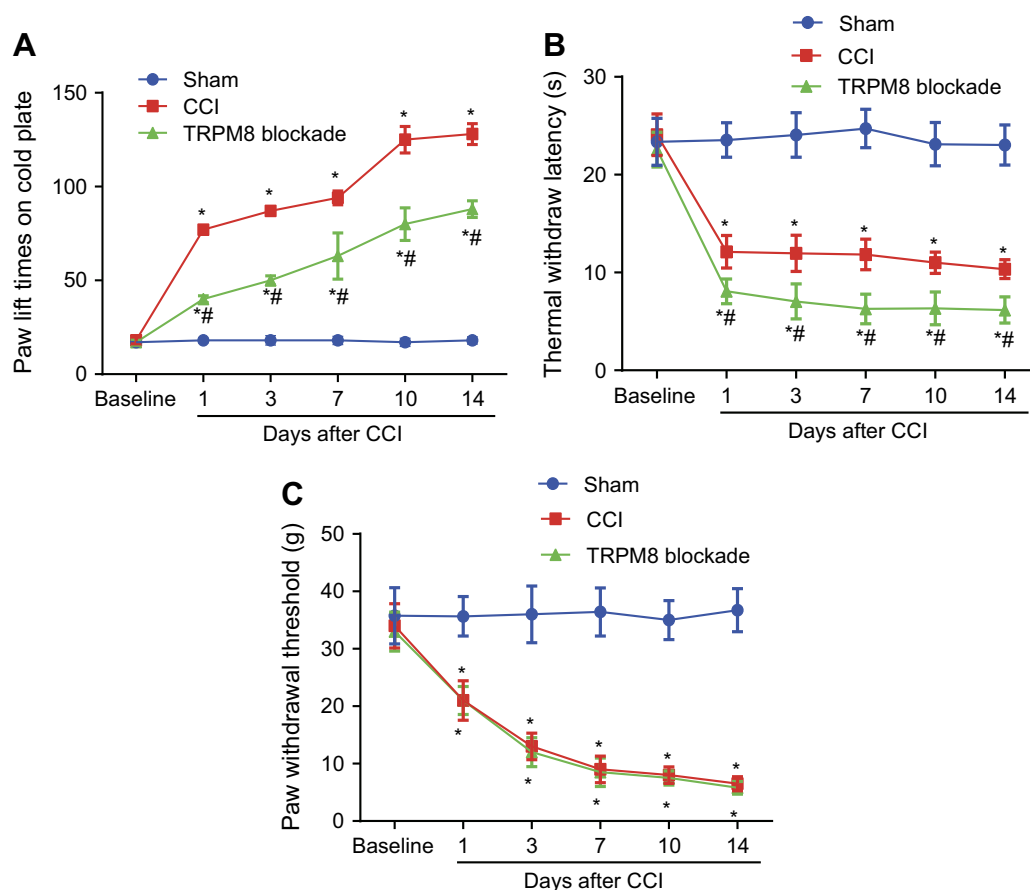 A
Sham
CCI
TRPM8 blockade
Paw lift times on cold plate
150
100
50
0
* * * * *
*# *# *# *# *#
Baseline 1 3 7 10 14
Days after CCI
B
Sham
CCI
TRPM8 blockade
Thermal withdraw latency (s)
30
20
10
0
* * * * *
*# *# *# *# *#
Baseline 1 3 7 10 14
Days after CCI
C
Sham
CCI
TRPM8 blockade
Paw withdrawal threshold (g)
50
40
30
20
10
0
* * * * *
* * * * *
Baseline 1 3 7 10 14
Days after CCI